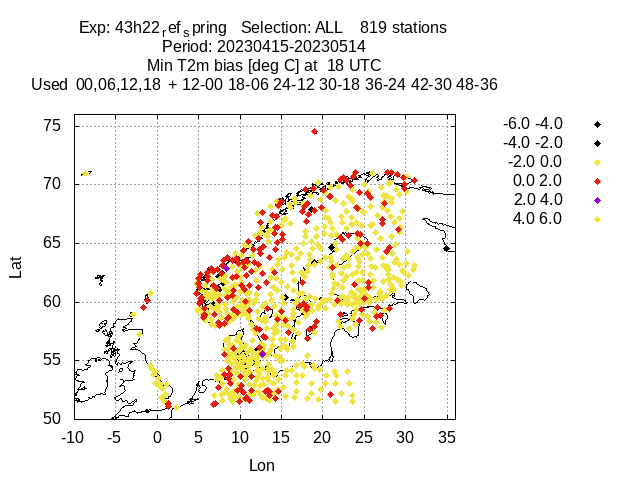 Exp: 43h22refspring   Selection: ALL    819 stations
Period: 20230415-20230514
Min T2m bias [deg C] at  18 UTC
Used  00,06,12,18  + 12-00 18-06 24-12 30-18 36-24 42-30 48-36
-6.0 -4.0
-4.0 -2.0
-2.0 0.0
0.0 2.0
2.0 4.0
4.0 6.0
75
70
65
60
55
50
Lat
-10 -5 0 5 10 15 20 25 30 35
Lon